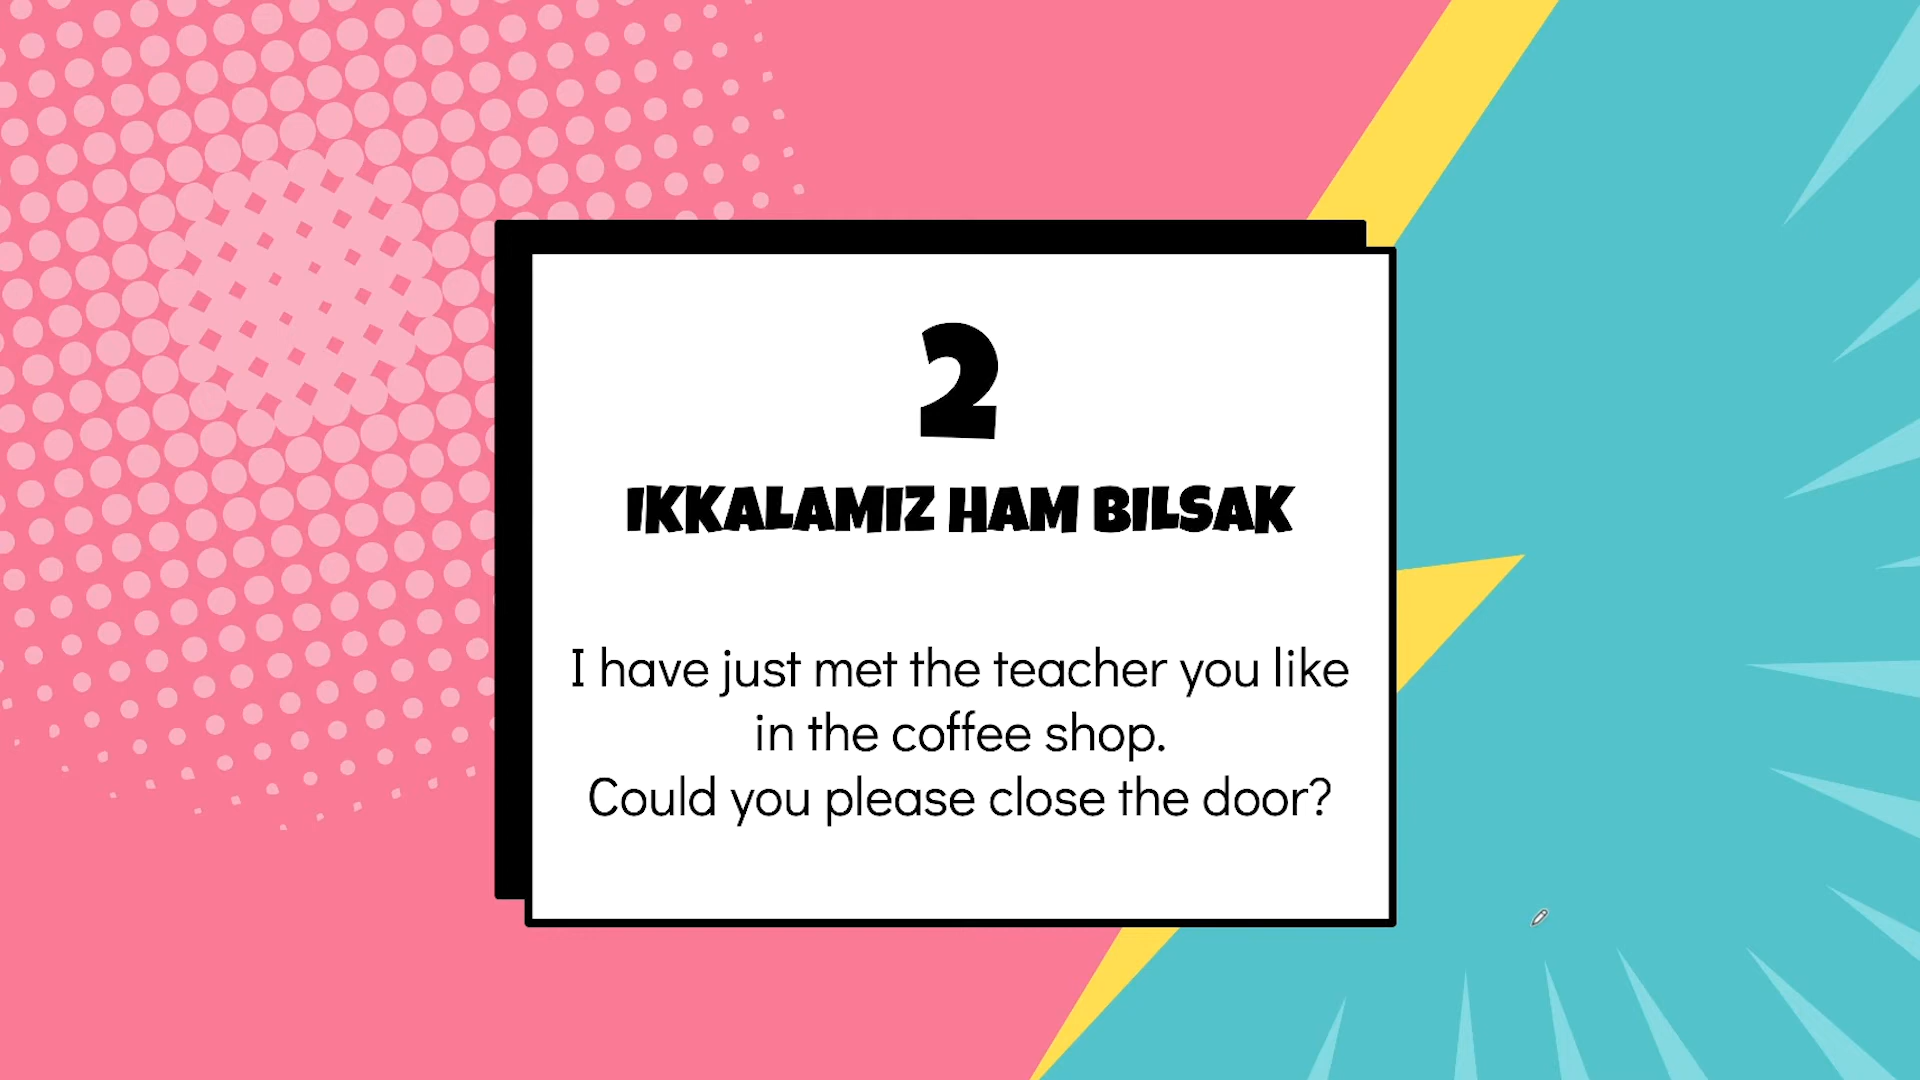 2
IKKALAMIZ HAM BILSAK
I have just met the teacher you like
in the coffee shop.
Could you please close the door?